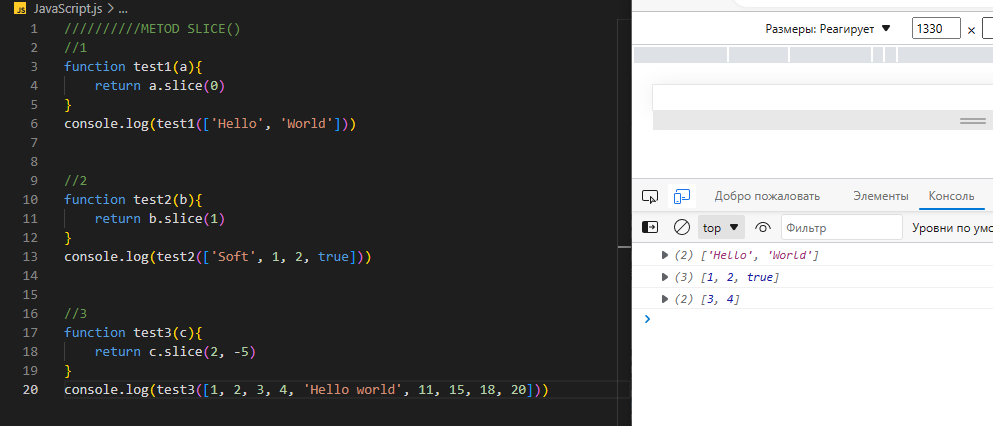 JavaScript.js > ...
1 //////////METOD SLICE()
2 //1
3 function test1(a){
4 return a.slice(0)
5 }
6 console.log(test1(['Hello', 'World']))
7
8
9 //2
10 function test2(b){
11 return b.slice(1)
12 }
13 console.log(test2(['Soft', 1, 2, true]))
14
15
16 //3
17 function test3(c){
18 return c.slice(2, -5)
19 }
20 console.log(test3([1, 2, 3, 4, 'Hello world', 11, 15, 18, 20]))
Размеры: Реагирует ▼ 1330 ×
Добро пожаловать Элементы Консоль
top ▼ Фильтр Уровни по умо
(2) ['Hello', 'World']
(3) [1, 2, true]
(2) [3, 4]